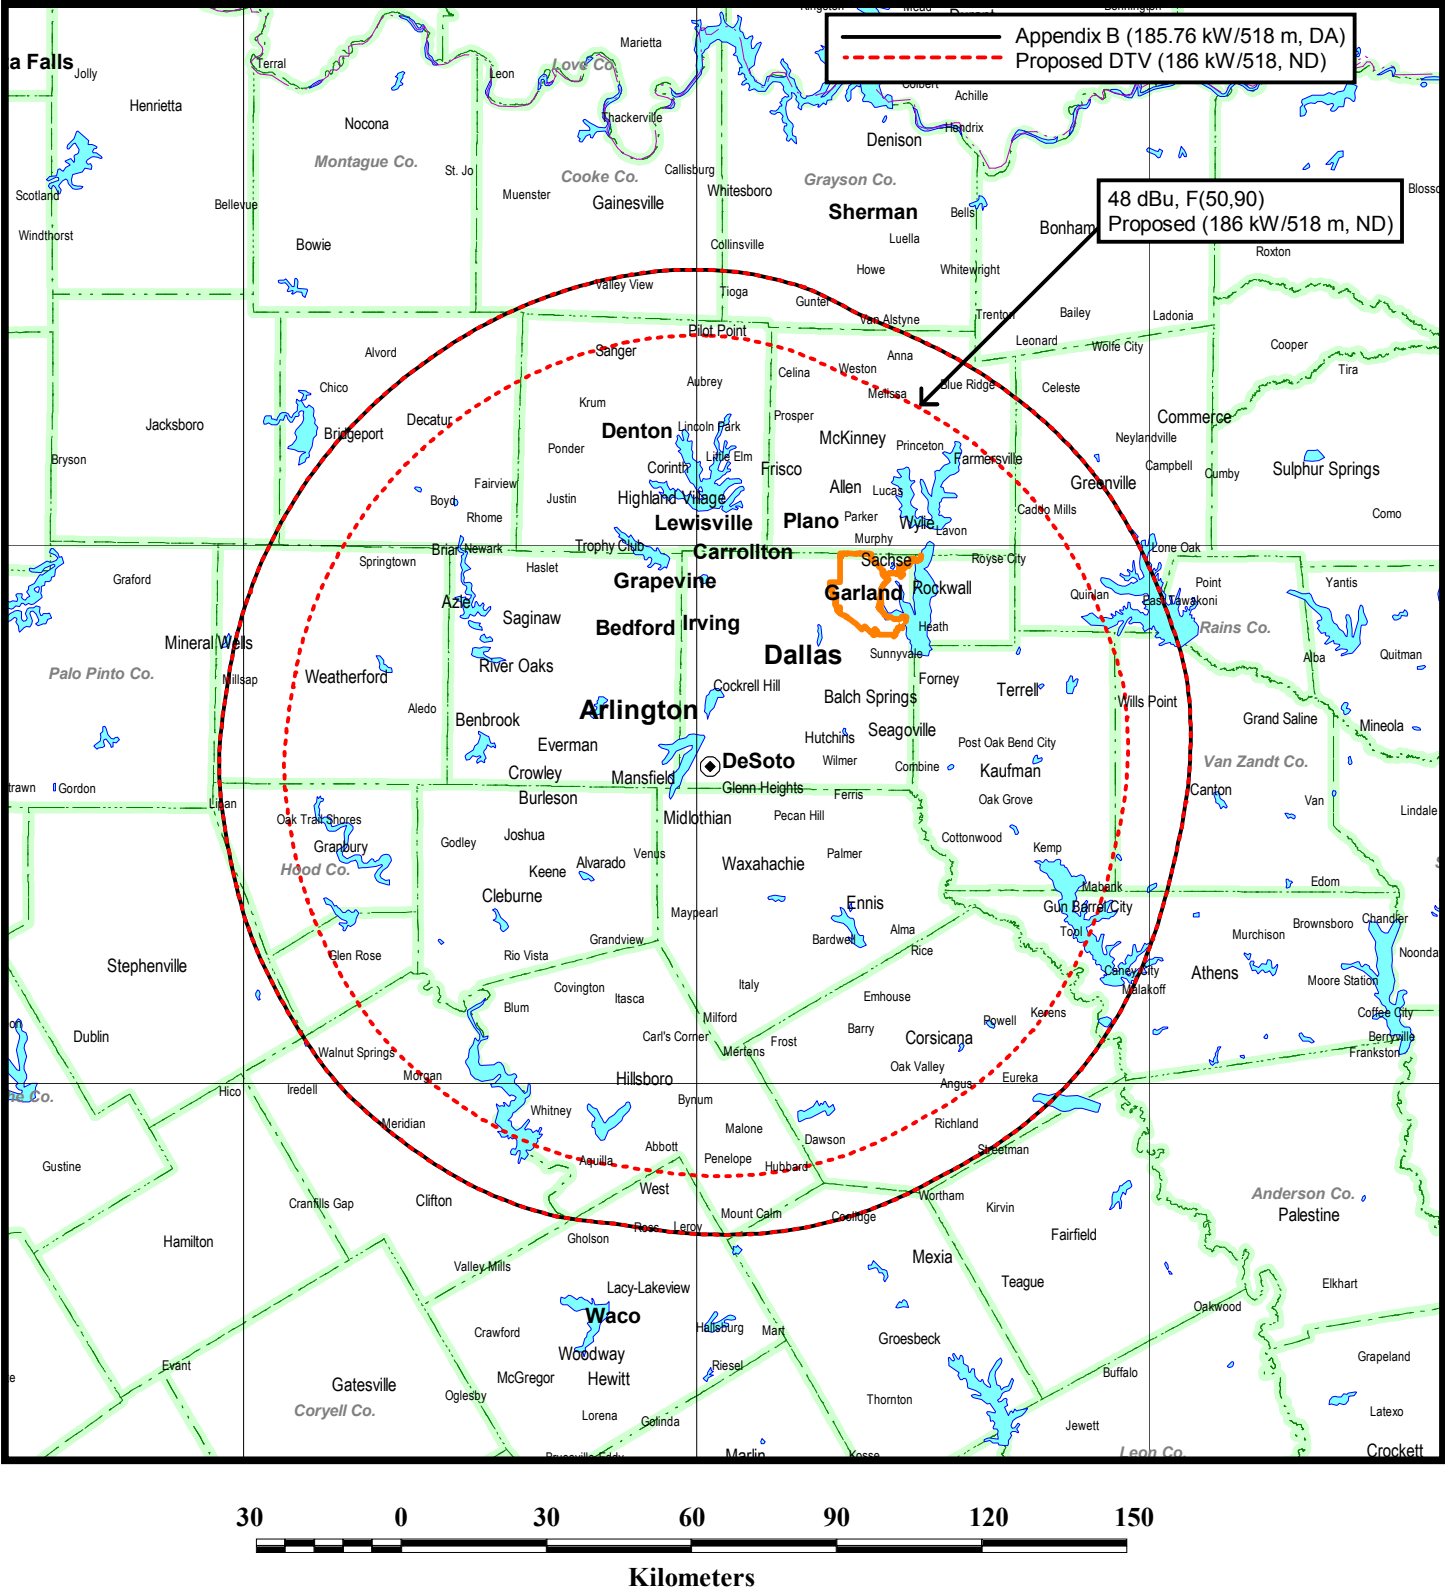 Appendix B (185.76 kW/518 m, DA)
Proposed DTV (186 kW/518, ND)
48 dBu, F(50,90)
Proposed (186 kW/518 m, ND)
a Falls
Jolly
Terral
Leon
Marietta
Love Co.
Achille
Henrietta
Nocona
Thackerville
Hendrix
Denison
Montague Co.
St. Jo
Cooke Co.
Callisburg
Grayson Co.
Scotland
Bellevue
Muenster
Gainesville
Whitesboro
Sherman
Bells
Bonham
Windthorst
Bowie
Collinsville
Luella
Roxton
Howe
Whitewright
Valley View
Tioga
Gunter
Van Alstyne
Trenton
Bailey
Ladonia
Pilot Point
Alvord
Sanger
Anna
Leonard
Wolfe City
Cooper
Tira
Chico
Aubrey
Celina
Weston
Melissa
Blue Ridge
Celeste
Jacksboro
Decatur
Krum
Prosper
Commerce
Bridgeport
Denton
Lincoln Park
McKinney
Princeton
Neylandville
Bryson
Ponder
Corinth
Little Elm
Frisco
Farmersville
Campbell
Cumby
Sulphur Springs
Fairview
Allen
Lucas
Greenville
Boyd
Justin
Highland Village
Rhome
Lewisville
Plano
Parker
Wylie
Lavon
Caddo Mills
Como
Briar
Newark
Trophy Club
Carrollton
Murphy
Lone Oak
Springtown
Haslet
Sachse
Royse City
Graford
Grapevine
Garland
Rockwall
Quinlan
Point
Yantis
Azle
Saginaw
East Tawakoni
Bedford
Irving
Heath
Rains Co.
Mineral Wells
Dallas
Sunnyvale
Alba
Quitman
Palo Pinto Co.
Millsap
Weatherford
River Oaks
Cockrell Hill
Forney
Terrell
Aledo
Arlington
Balch Springs
Wills Point
Benbrook
Seagoville
Grand Saline
Mineola
Everman
Hutchins
Post Oak Bend City
Crowley
Mansfield
DeSoto
Wilmer
Combine
Kaufman
Van Zandt Co.
trawn
Gordon
Lipan
Burleson
Glenn Heights
Ferris
Oak Grove
Canton
Van
Oak Trail Shores
Midlothian
Pecan Hill
Lindale
Granbury
Godley
Joshua
Cottonwood
Kemp
Hood Co.
Keene
Alvarado
Venus
Waxahachie
Palmer
Cleburne
Mabank
Edom
Maypearl
Ennis
Gun Barrel City
Brownsboro
Chandler
Glen Rose
Rio Vista
Grandview
Bardwell
Alma
Rice
Tool
Murchison
Noonda
Stephenville
Caney City
Athens
Moore Station
Covington
Itasca
Italy
Emhouse
Malakoff
Blum
Milford
Powell
Kerens
Coffee City
Dublin
Carl's Corner
Barry
Corsicana
Berryville
Walnut Springs
Mertens
Frost
Frankston
Morgan
Hillsboro
Oak Valley
Angus
Eureka
Hico
Iredell
Bynum
Whitney
Meridian
Malone
Dawson
Richland
Abbott
Streetman
Gustine
Aquilla
Penelope
Hubbard
West
Wortham
Anderson Co.
Cranfills Gap
Clifton
Mount Calm
Coolidge
Kirvin
Palestine
Hamilton
Gholson
Ross
Leroy
Fairfield
Valley Mills
Mexia
Lacy-Lakeview
Teague
Elkhart
Oakwood
Waco
Crawford
Hallsburg
Mart
Groesbeck
Woodway
Evant
Riesel
Grapeland
McGregor
Hewitt
Buffalo
Gatesville
Oglesby
Thornton
Coryell Co.
Lorena
Golinda
Jewett
Latexo
Bruceville-Eddy
Marlin
Kosse
Leon Co.
Crockett
30 0 30 60 90 120 150
Kilometers